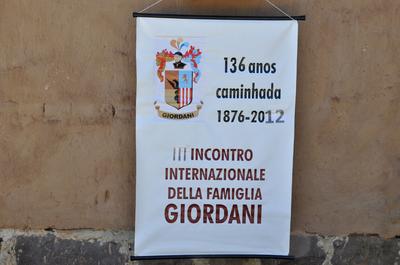 GIORDANI
136 anos
caminhada
1876-2012
III INCONTRO
INTERNAZIONALE
DELLA FAMIGLIA
GIORDANI